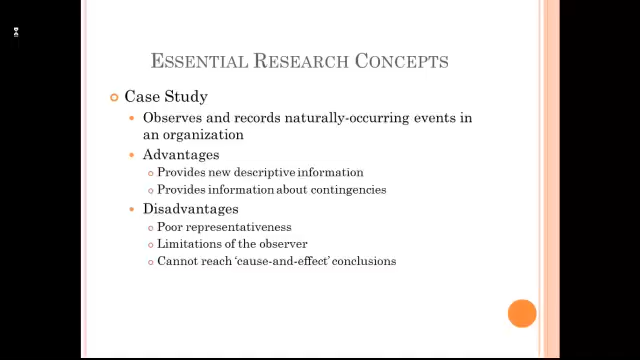 ESSENTIAL RESEARCH CONCEPTS
Case Study
Observes and records naturally-occurring events in
an organization
Advantages
Provides new descriptive information
Provides information about contingencies
Disadvantages
Poor representativeness
Limitations of the observer
Cannot reach 'cause-and-effect' conclusions